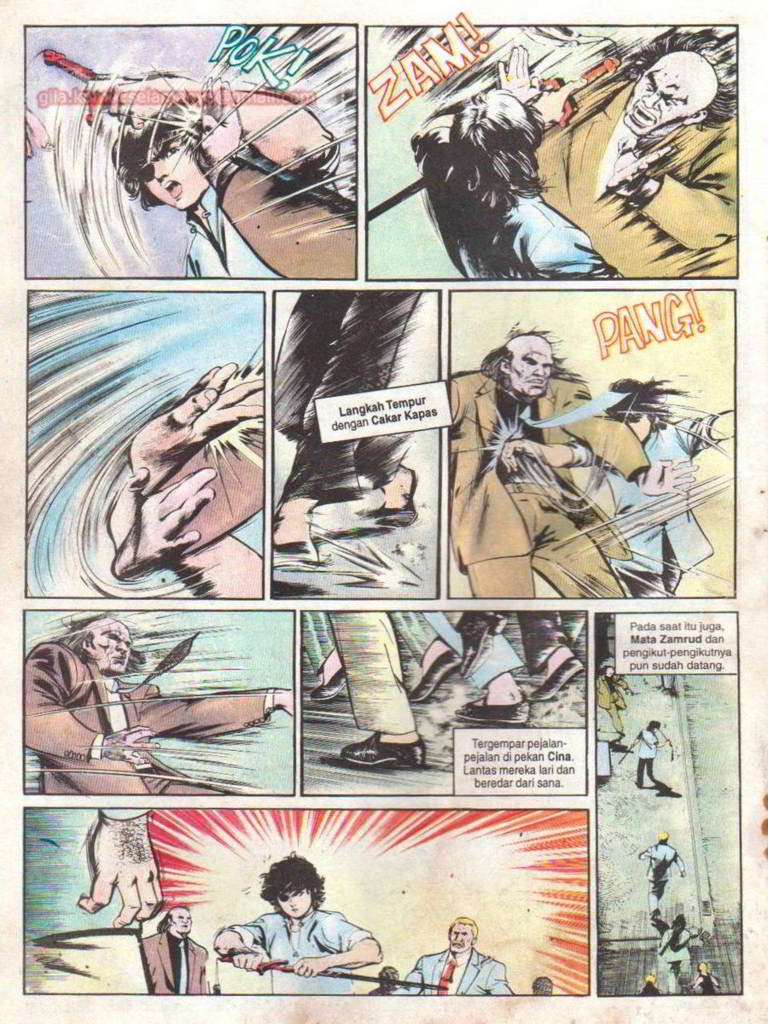 POK!
ZAM!
Langkah Tempur
dengan Cakar Kapas
PANG!
Tergempar pejalan-
pejalan di pekan Cina.
Lantas mereka lari dan
beredar dari sana.
Pada saat itu juga,
Mata Zamrud dan
pengikut-pengikutnya
pun sudah datang.